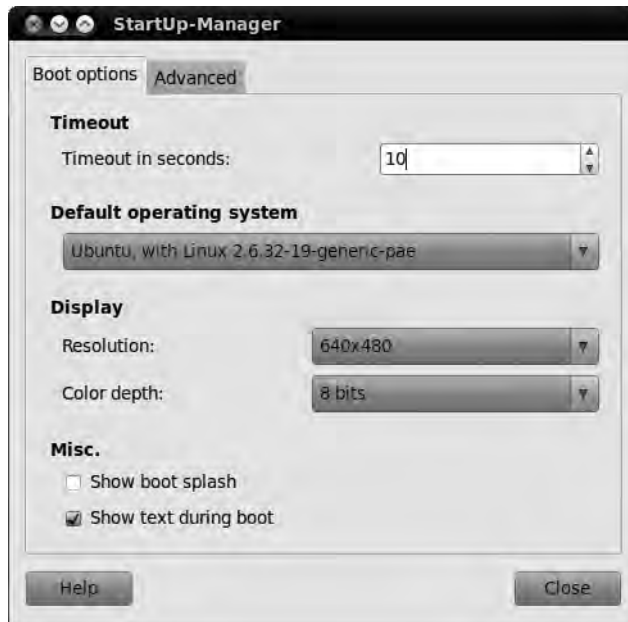 StartUp-Manager
Boot options
Advanced
Timeout
Timeout in seconds:
10
Default operating system
Ubuntu, with Linux 2.6.32-19-generic-pae
Display
Resolution:
640x480
Color depth:
8 bits
Misc.
Show boot splash
Show text during boot
Help
Close